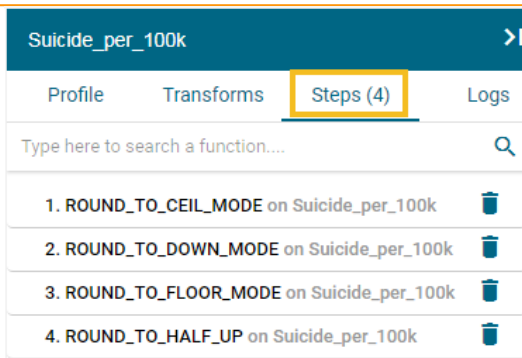 Suicide_per_100k
Profile Transforms Steps (4) Logs
Type here to search a function....
1. ROUND_TO_CEIL_MODE on Suicide_per_100k
2. ROUND_TO_DOWN_MODE on Suicide_per_100k
3. ROUND_TO_FLOOR_MODE on Suicide_per_100k
4. ROUND_TO_HALF_UP on Suicide_per_100k